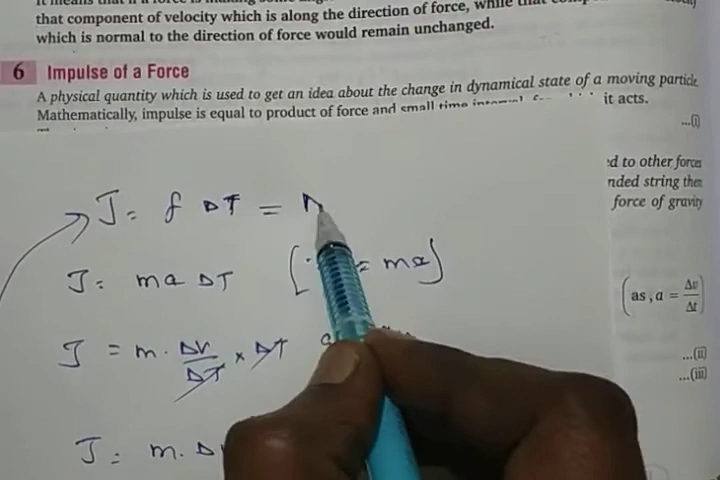 that component of velocity which is along the direction of force, while that
which is normal to the direction of force would remain unchanged.
6 Impulse of a Force
A physical quantity which is used to get an idea about the change in dynamical state of a moving particle
Mathematically, impulse is equal to product of force and small time it acts.
...(i)
d to other forces
nded string then
force of gravity
J = f ΔT =
J = ma ΔT [ = ma]
(as, a = Δv/Δt)
J = m. Δv/ΔT × ΔT
...(ii)
...(iii)
J = m. Δ